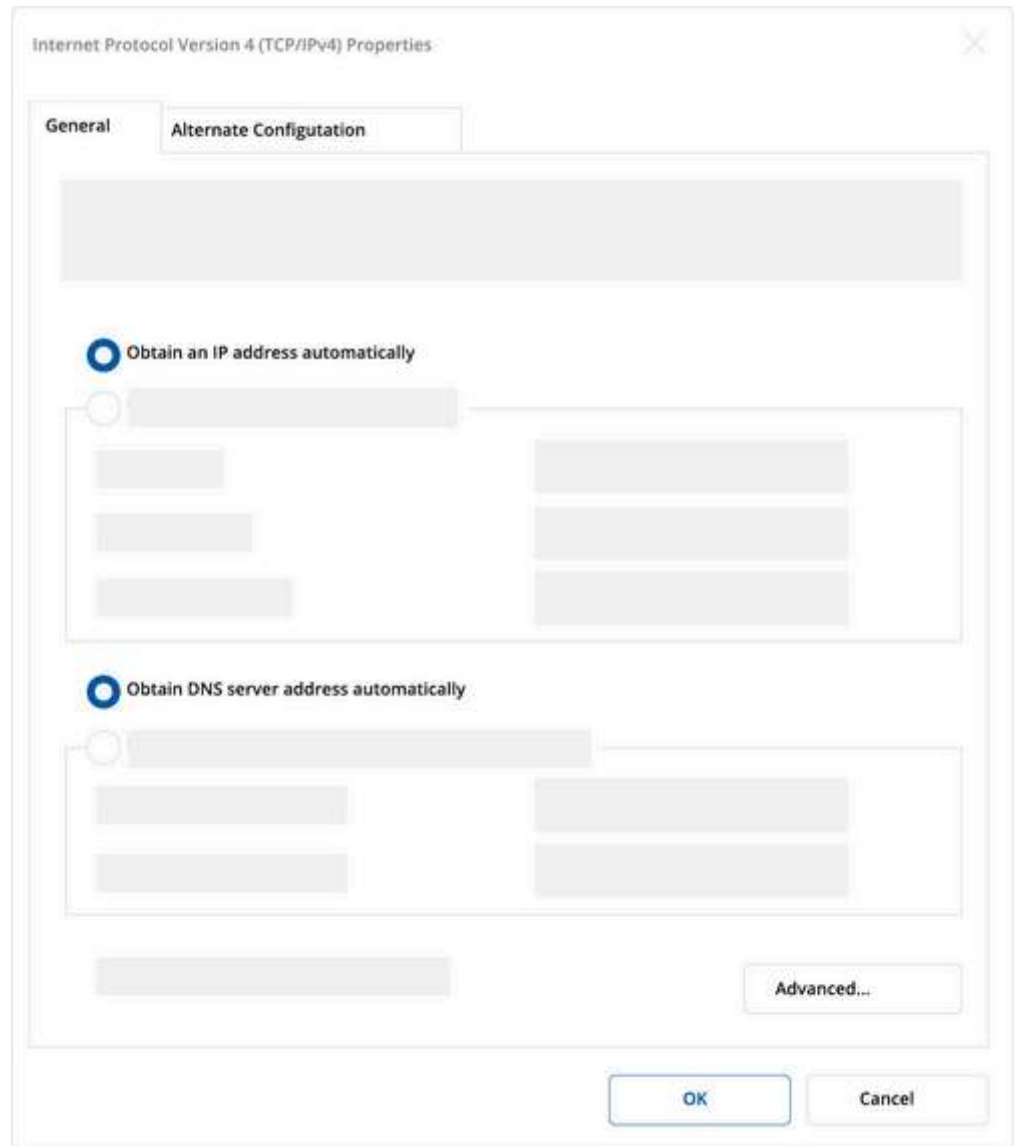 Internet Protocol Version 4 (TCP/IPv4) Properties
General
Alternate Configutation
Obtain an IP address automatically
Obtain DNS server address automatically
Advanced...
OK
Cancel